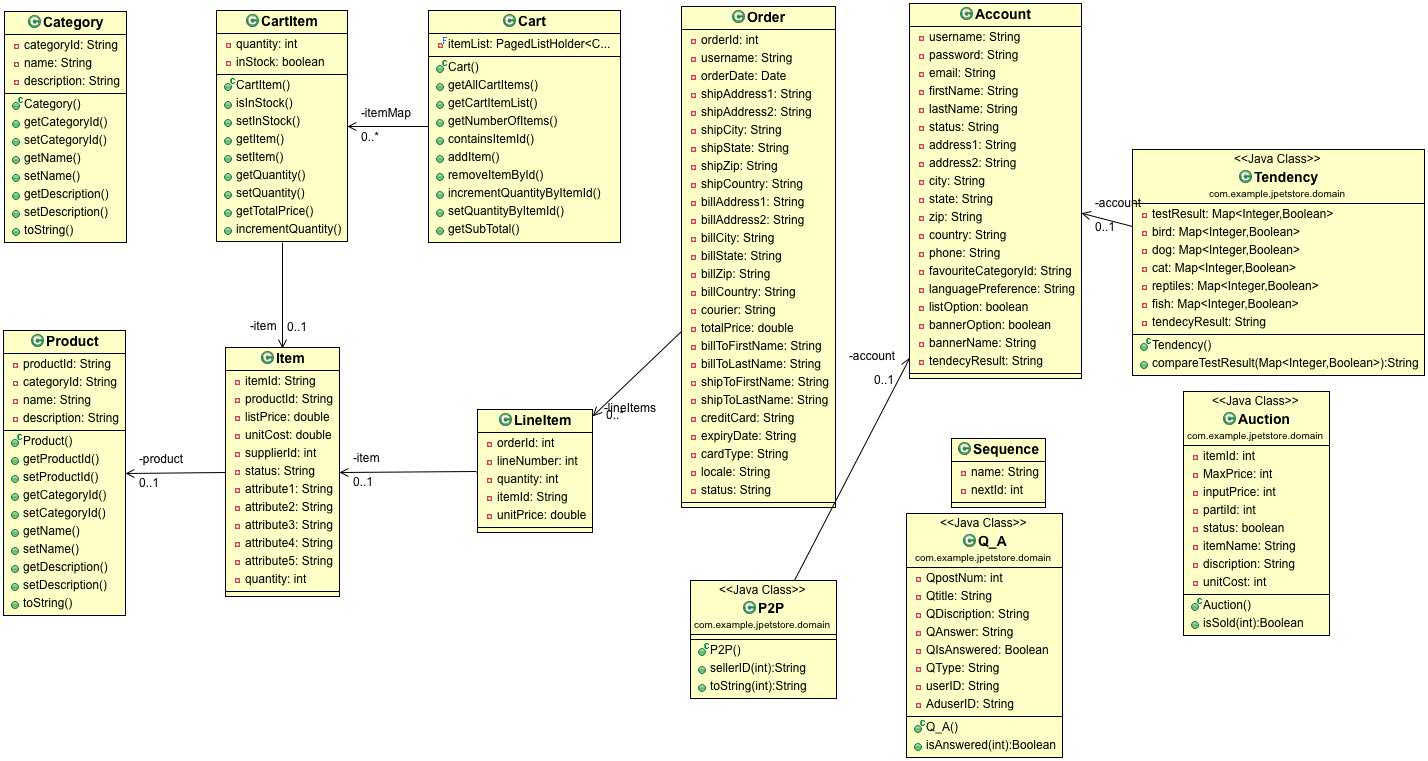 Category
categoryId: String
name: String
description: String
Category()
getCategoryId()
setCategoryId()
getName()
setName()
getDescription()
setDescription()
toString()
CartItem
quantity: int
inStock: boolean
CartItem()
isInStock()
setInStock()
getItem()
setItem()
getQuantity()
setQuantity()
getTotalPrice()
incrementQuantity()
-itemMap
0..*
Cart
itemList: PagedListHolder<C...
Cart()
getAllCartItems()
getCartItemList()
getNumberOfItems()
containsItemId()
addItem()
removeItemById()
incrementQuantityByItemId()
setQuantityByItemId()
getSubTotal()
Order
orderId: int
username: String
orderDate: Date
shipAddress1: String
shipAddress2: String
shipCity: String
shipState: String
shipZip: String
shipCountry: String
billAddress1: String
billAddress2: String
billCity: String
billState: String
billZip: String
billCountry: String
courier: String
totalPrice: double
billToFirstName: String
billToLastName: String
shipToFirstName: String
shipToLastName: String
creditCard: String
expiryDate: String
cardType: String
locale: String
status: String
Account
username: String
password: String
email: String
firstName: String
lastName: String
status: String
address1: String
address2: String
city: String
state: String
zip: String
country: String
phone: String
favouriteCategoryId: String
languagePreference: String
listOption: boolean
bannerOption: boolean
bannerName: String
tendecyResult: String
-account
0..1
<<Java Class>>
Tendency
com.example.jpetstore.domain
testResult: Map<Integer,Boolean>
bird: Map<Integer,Boolean>
dog: Map<Integer,Boolean>
cat: Map<Integer,Boolean>
reptiles: Map<Integer,Boolean>
fish: Map<Integer,Boolean>
tendecyResult: String
Tendency()
compareTestResult(Map<Integer,Boolean>):String
-item 0..1
Product
productId: String
categoryId: String
name: String
description: String
Product()
getProductId()
setProductId()
getCategoryId()
setCategoryId()
getName()
setName()
getDescription()
setDescription()
toString()
-product
0..1
Item
itemId: String
productId: String
listPrice: double
unitCost: double
supplierId: int
status: String
attribute1: String
attribute2: String
attribute3: String
attribute4: String
attribute5: String
quantity: int
-item
0..1
LineItem
orderId: int
lineNumber: int
quantity: int
itemId: String
unitPrice: double
-lineItems
0..*
-account
0..1
<<Java Class>>
P2P
com.example.jpetstore.domain
P2P()
sellerID(int):String
toString(int):String
Sequence
name: String
nextId: int
<<Java Class>>
Q_A
com.example.jpetstore.domain
QpostNum: int
Qtitle: String
QDiscription: String
QAnswer: String
QIsAnswered: Boolean
QType: String
userID: String
AduserID: String
Q_A()
isAnswered(int):Boolean
<<Java Class>>
Auction
com.example.jpetstore.domain
itemId: int
MaxPrice: int
inputPrice: int
partiId: int
status: boolean
itemName: String
discription: String
unitCost: int
Auction()
isSold(int):Boolean